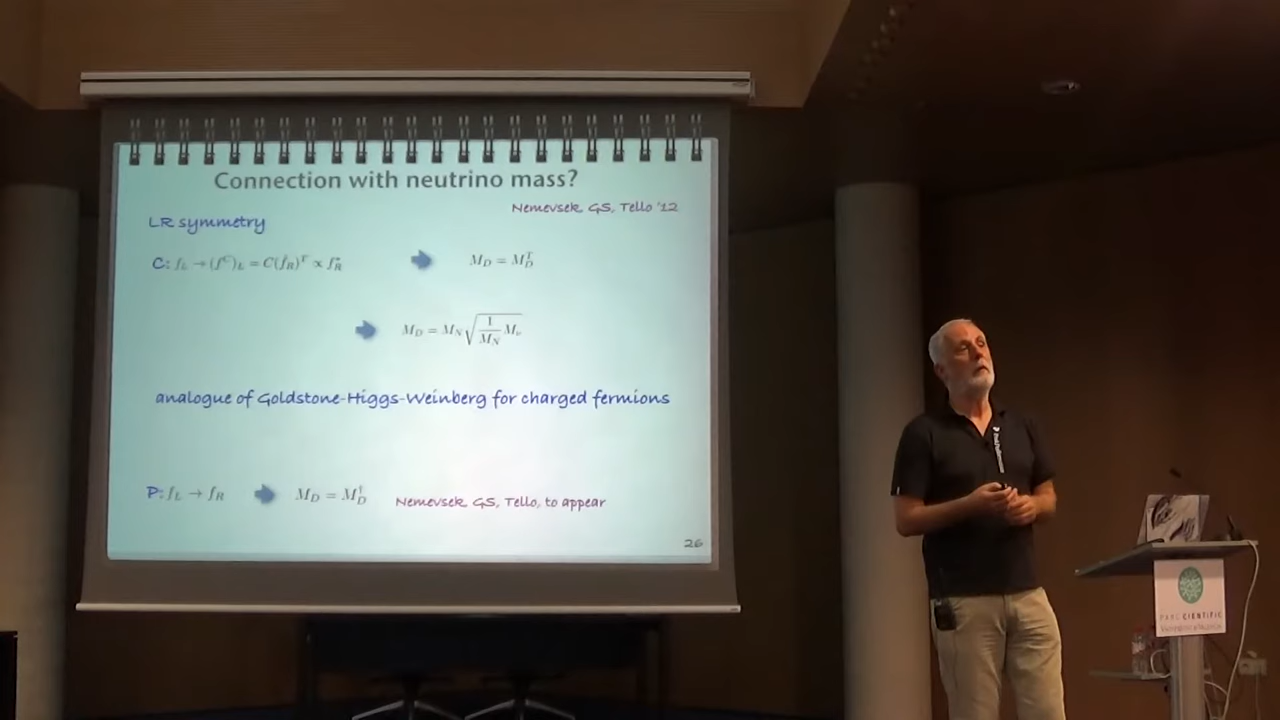 Connection with neutrino mass?
Nemevsek, GS, Tello '12
LR symmetry
C: f_L → (f^C)_L = C(f̄_R)^T ∝ f_R^* ➡ M_D = M_D^T
➡ M_D = M_N √(1/M_N M_ν)
analogue of Goldstone-Higgs-Weinberg for charged fermions
P: f_L → f_R ➡ M_D = M_D^†
Nemevsek, GS, Tello, to appear
26
PARC CIENTIFIC